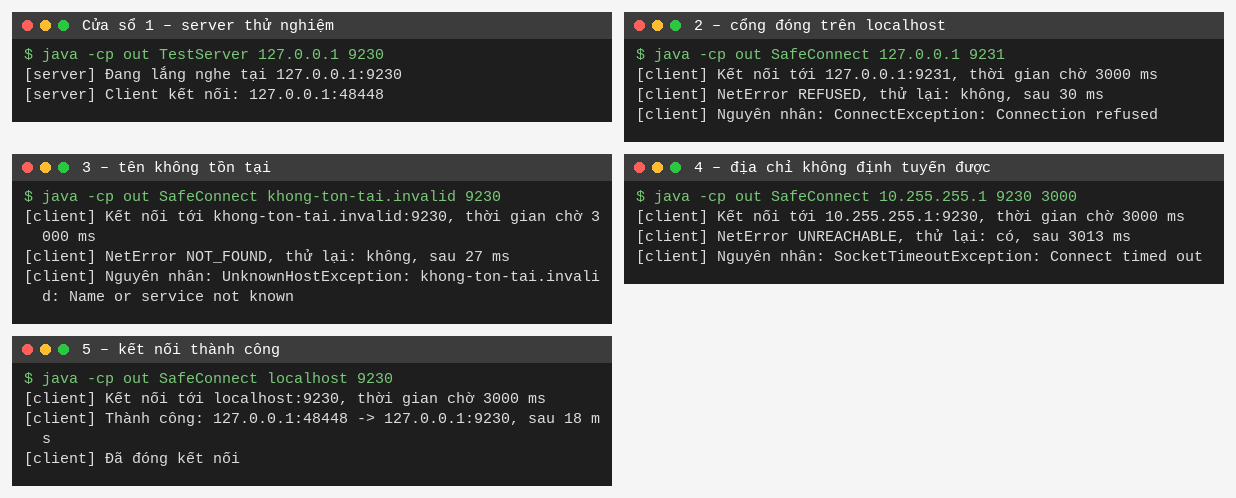 Cửa sổ 1 – server thử nghiệm
$ java -cp out TestServer 127.0.0.1 9230
[server] Đang lắng nghe tại 127.0.0.1:9230
[server] Client kết nối: 127.0.0.1:48448
2 – cổng đóng trên localhost
$ java -cp out SafeConnect 127.0.0.1 9231
[client] Kết nối tới 127.0.0.1:9231, thời gian chờ 3000 ms
[client] NetError REFUSED, thử lại: không, sau 30 ms
[client] Nguyên nhân: ConnectException: Connection refused
3 – tên không tồn tại
$ java -cp out SafeConnect khong-ton-tai.invalid 9230
[client] Kết nối tới khong-ton-tai.invalid:9230, thời gian chờ 3
000 ms
[client] NetError NOT_FOUND, thử lại: không, sau 27 ms
[client] Nguyên nhân: UnknownHostException: khong-ton-tai.invali
d: Name or service not known
4 – địa chỉ không định tuyến được
$ java -cp out SafeConnect 10.255.255.1 9230 3000
[client] Kết nối tới 10.255.255.1:9230, thời gian chờ 3000 ms
[client] NetError UNREACHABLE, thử lại: có, sau 3013 ms
[client] Nguyên nhân: SocketTimeoutException: Connect timed out
5 – kết nối thành công
$ java -cp out SafeConnect localhost 9230
[client] Kết nối tới localhost:9230, thời gian chờ 3000 ms
[client] Thành công: 127.0.0.1:48448 -> 127.0.0.1:9230, sau 18 m
s
[client] Đã đóng kết nối